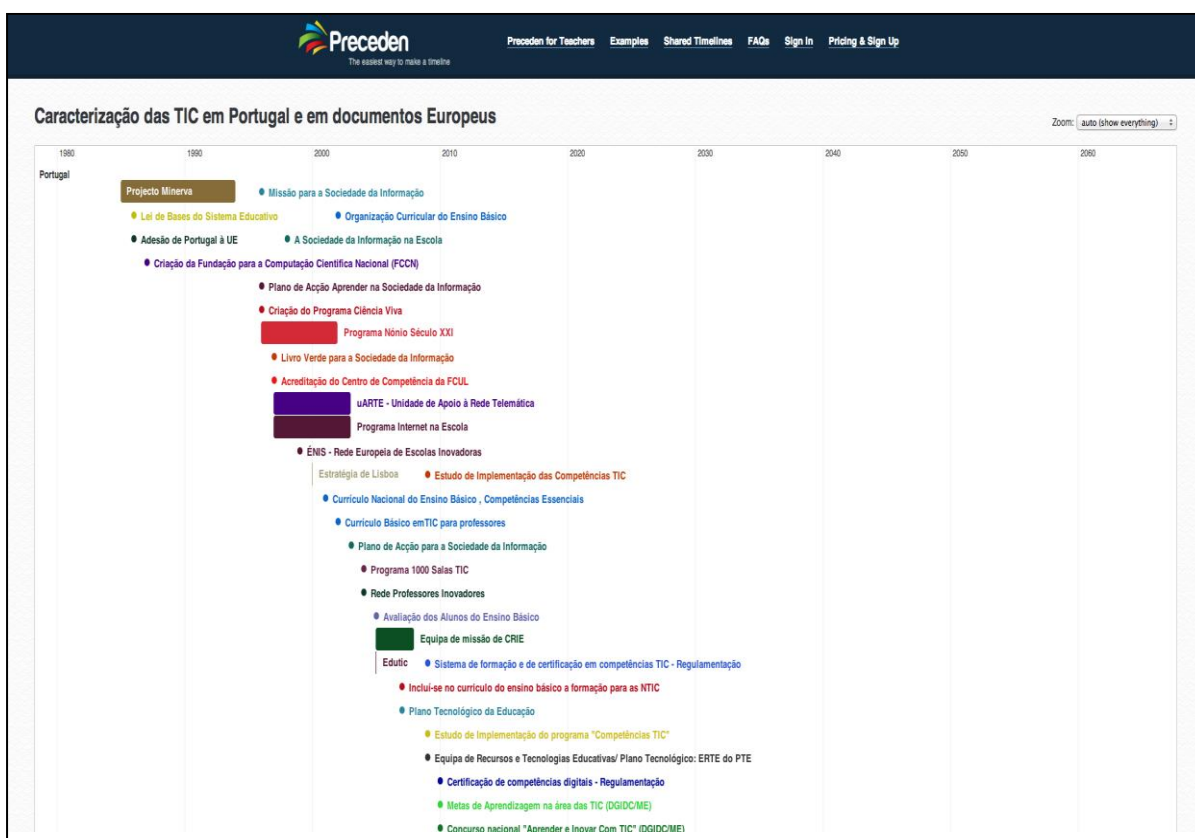 Preceden
The easiest way to make a timeline
Preceden for Teachers Examples Shared Timelines FAQs Sign In Pricing & Sign Up
Caracterização das TIC em Portugal e em documentos Europeus
Zoom: auto (show everything)
1980 1990 2000 2010 2020 2030 2040 2050 2060
Portugal
Projecto Minerva Missão para a Sociedade da Informação
Lei de Bases do Sistema Educativo Organização Curricular do Ensino Básico
Adesão de Portugal à UE A Sociedade da Informação na Escola
Criação da Fundação para a Computação Científica Nacional (FCCN)
Plano de Acção Aprender na Sociedade da Informação
Criação do Programa Ciência Viva
Programa Nónio Século XXI
Livro Verde para a Sociedade da Informação
Acreditação do Centro de Competência da FCUL
uARTE - Unidade de Apoio à Rede Telemática
Programa Internet na Escola
ÉNIS - Rede Europeia de Escolas Inovadoras
Estratégia de Lisboa Estudo de Implementação das Competências TIC
Currículo Nacional do Ensino Básico , Competências Essenciais
Currículo Básico emTIC para professores
Plano de Acção para a Sociedade da Informação
Programa 1000 Salas TIC
Rede Professores Inovadores
Avaliação dos Alunos do Ensino Básico
Equipa de missão de CRIE
Edutic Sistema de formação e de certificação em competências TIC - Regulamentação
Incluí-se no currículo do ensino básico a formação para as NTIC
Plano Tecnológico da Educação
Estudo de Implementação do programa "Competências TIC"
Equipa de Recursos e Tecnologias Educativas/ Plano Tecnológico: ERTE do PTE
Certificação de competências digitais - Regulamentação
Metas de Aprendizagem na área das TIC (DGIDC/ME)
Concurso nacional "Aprender e Inovar Com TIC" (DGIDC/ME)